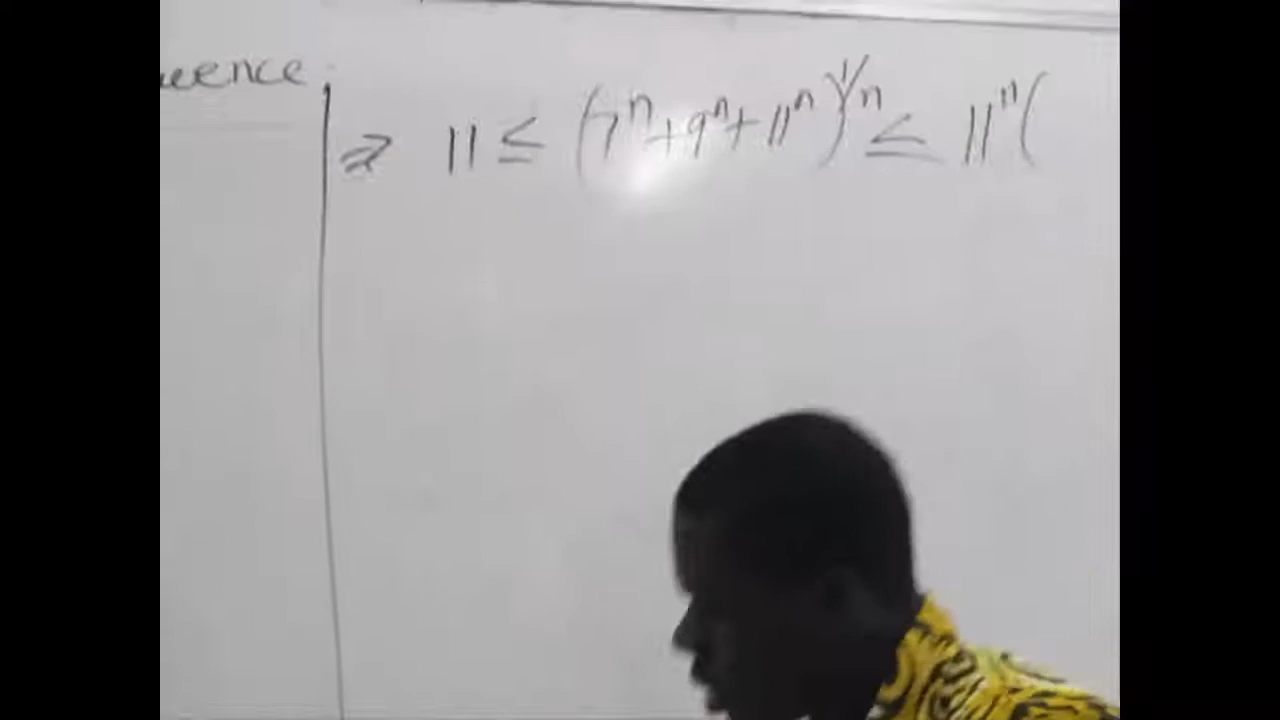 uence
⇒ 11 ≤ (7ⁿ+9ⁿ+11ⁿ)^1/n ≤ 11ⁿ(